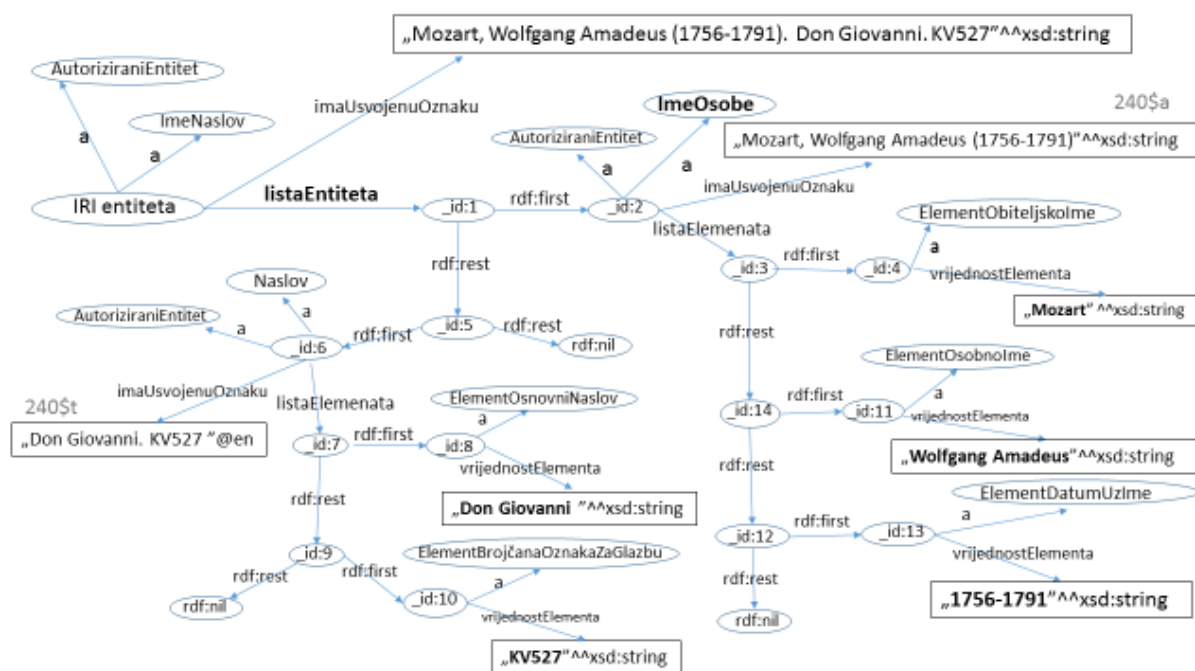 „Mozart, Wolfgang Amadeus (1756-1791). Don Giovanni. KV527”^^xsd:string
AutoriziraniEntitet
imaUsvojenuOznaku
ImeNaslov
a
a
IRI entiteta
listaEntiteta
_id:1
rdf:first
_id:2
ImeOsobe
AutoriziraniEntitet
a
a
240$a
„Mozart, Wolfgang Amadeus (1756-1791)”^^xsd:string
imaUsvojenuOznaku
listaElemenata
_id:3
rdf:first
_id:4
ElementObiteljskoIme
a
vrijednostElementa
„Mozart” ^^xsd:string
rdf:rest
_id:5
rdf:rest
rdf:nil
rdf:first
_id:6
Naslov
a
AutoriziraniEntitet
a
imaUsvojenuOznaku
240$t
„Don Giovanni. KV527 ”@en
listaElemenata
_id:7
rdf:first
_id:8
ElementOsnovniNaslov
a
vrijednostElementa
„Don Giovanni ”^^xsd:string
rdf:rest
_id:9
rdf:rest
rdf:nil
rdf:first
_id:10
ElementBrojčanaOznakaZaGlazbu
a
vrijednostElementa
„KV527”^^xsd:string
rdf:rest
_id:14
rdf:first
_id:11
ElementOsobnoIme
a
vrijednostElementa
„Wolfgang Amadeus”^^xsd:string
rdf:rest
_id:12
rdf:first
_id:13
ElementDatumUzIme
a
vrijednostElementa
„1756-1791”^^xsd:string
rdf:rest
rdf:nil